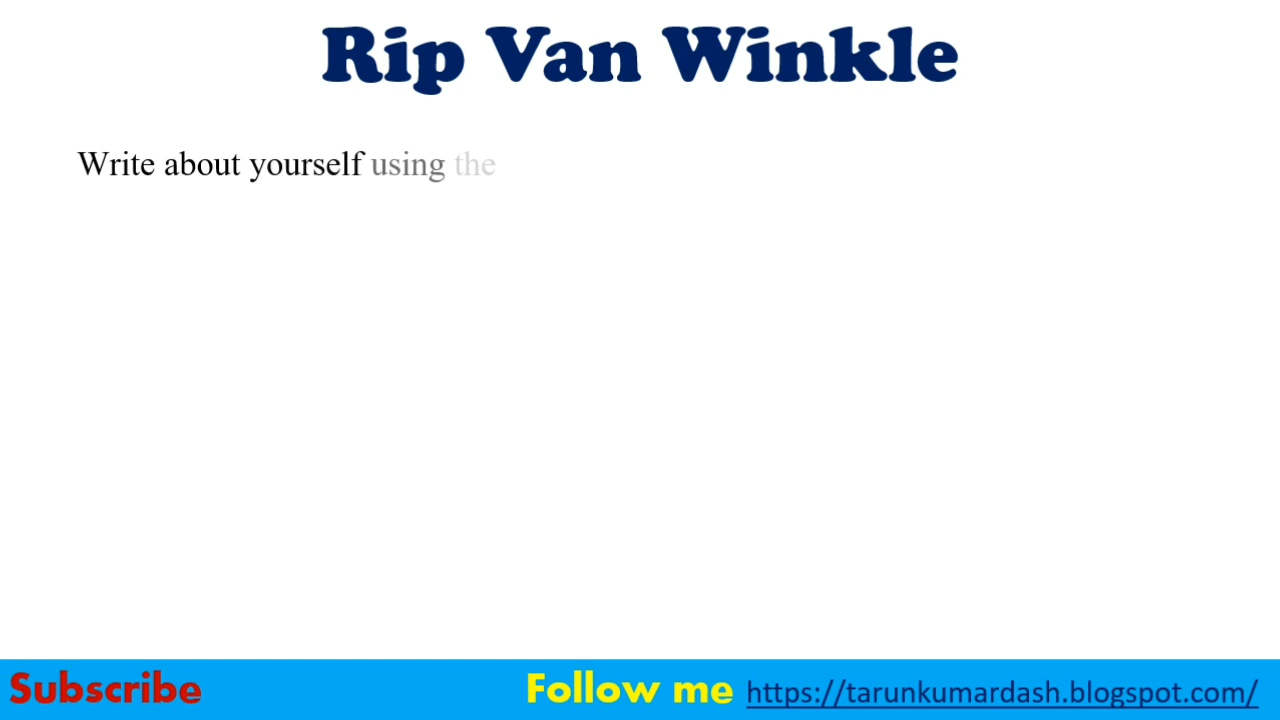 Rip Van Winkle
Write about yourself using the
Subscribe
Follow me https://tarunkumardash.blogspot.com/